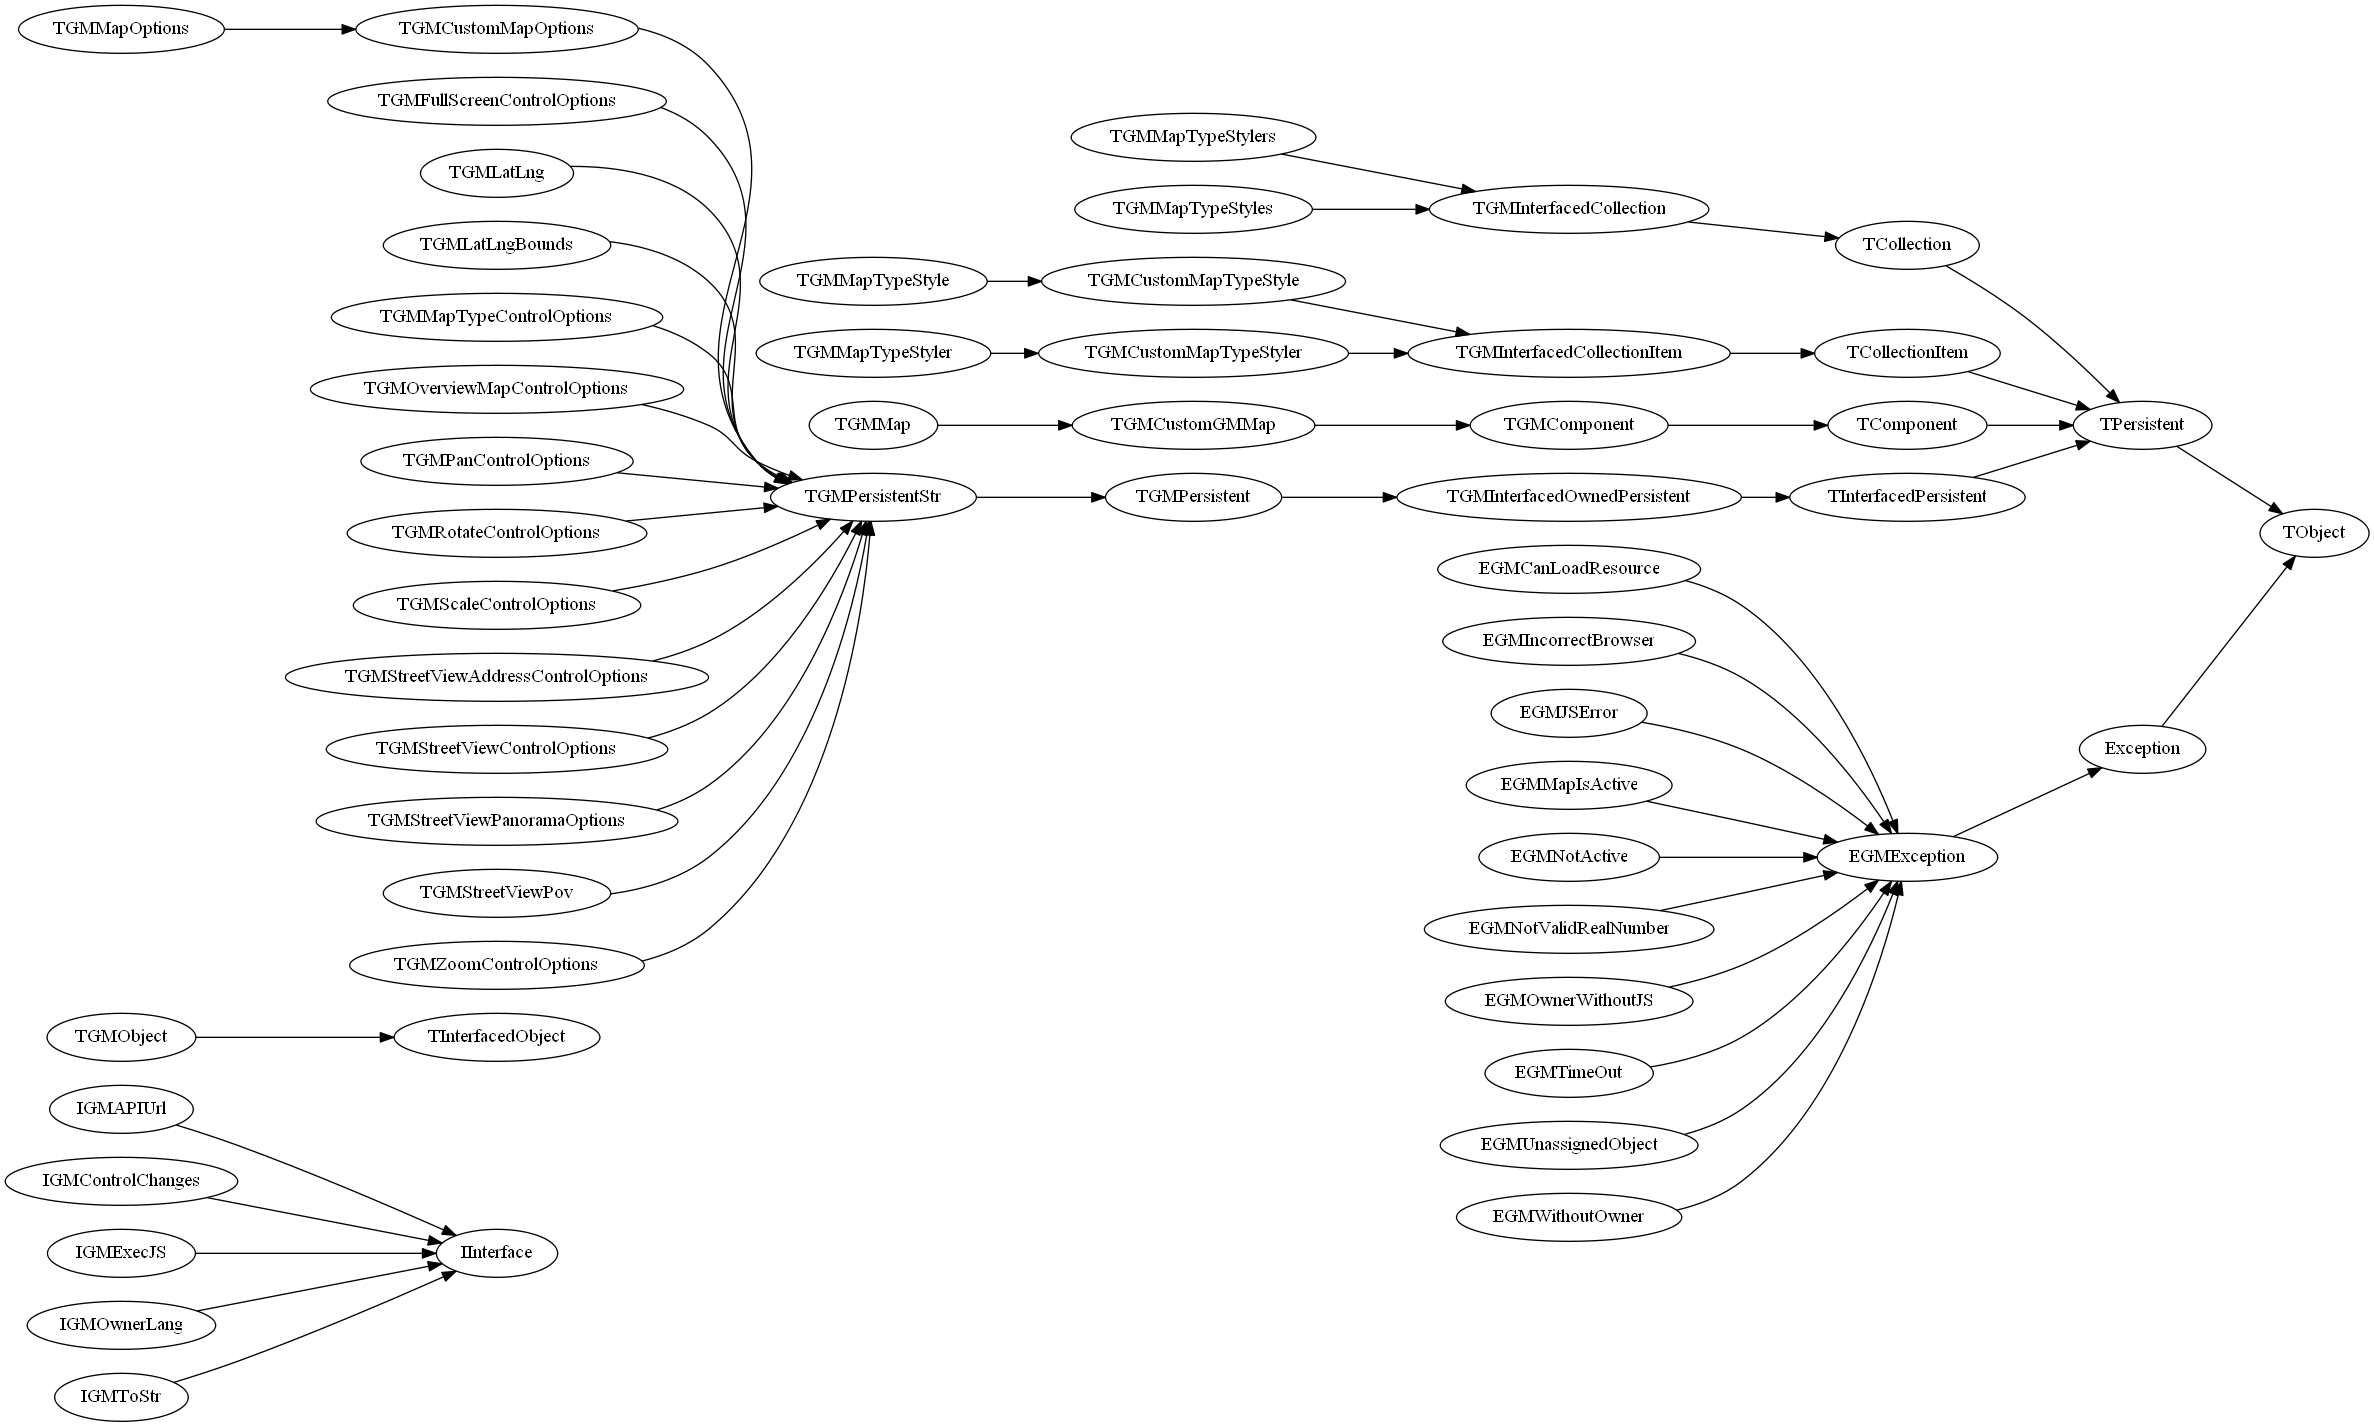 TGMMapOptions
TGMCustomMapOptions
TGMFullScreenControlOptions
TGMLatLng
TGMLatLngBounds
TGMMapTypeControlOptions
TGMOverviewMapControlOptions
TGMPanControlOptions
TGMRotateControlOptions
TGMScaleControlOptions
TGMStreetViewAddressControlOptions
TGMStreetViewControlOptions
TGMStreetViewPanoramaOptions
TGMStreetViewPov
TGMZoomControlOptions
TGMPersistentStr
TGMPersistent
TGMInterfacedOwnedPersistent
TInterfacedPersistent
TGMMapTypeStylers
TGMMapTypeStyles
TGMInterfacedCollection
TCollection
TGMMapTypeStyle
TGMCustomMapTypeStyle
TGMMapTypeStyler
TGMCustomMapTypeStyler
TGMInterfacedCollectionItem
TCollectionItem
TGMMap
TGMCustomGMMap
TGMComponent
TComponent
TPersistent
TObject
EGMCanLoadResource
EGMIncorrectBrowser
EGMJSError
EGMMapIsActive
EGMNotActive
EGMNotValidRealNumber
EGMOwnerWithoutJS
EGMTimeOut
EGMUnassignedObject
EGMWithoutOwner
EGMException
Exception
TGMObject
TInterfacedObject
IGMAPIUrl
IGMControlChanges
IGMExecJS
IGMOwnerLang
IGMToStr
IInterface